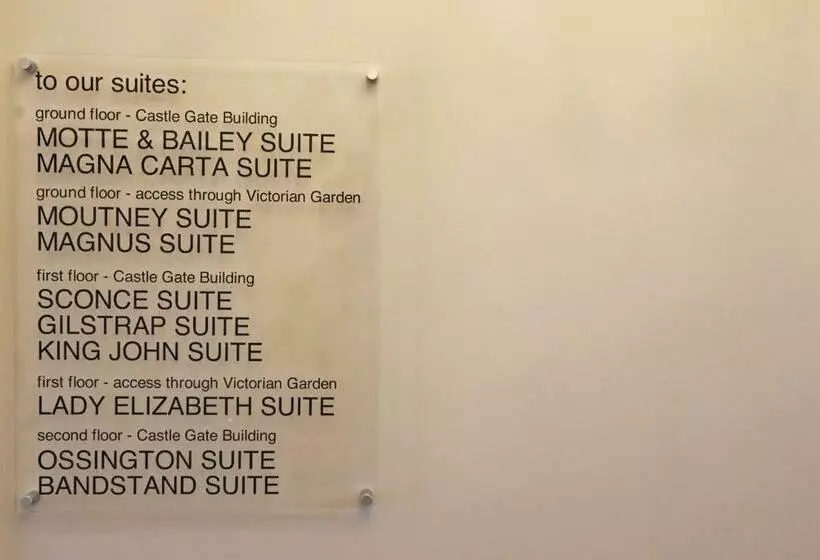 to our suites:
ground floor - Castle Gate Building
MOTTE & BAILEY SUITE
MAGNA CARTA SUITE
ground floor - access through Victorian Garden
MOUTNEY SUITE
MAGNUS SUITE
first floor - Castle Gate Building
SCONCE SUITE
GILSTRAP SUITE
KING JOHN SUITE
first floor - access through Victorian Garden
LADY ELIZABETH SUITE
second floor - Castle Gate Building
OSSINGTON SUITE
BANDSTAND SUITE